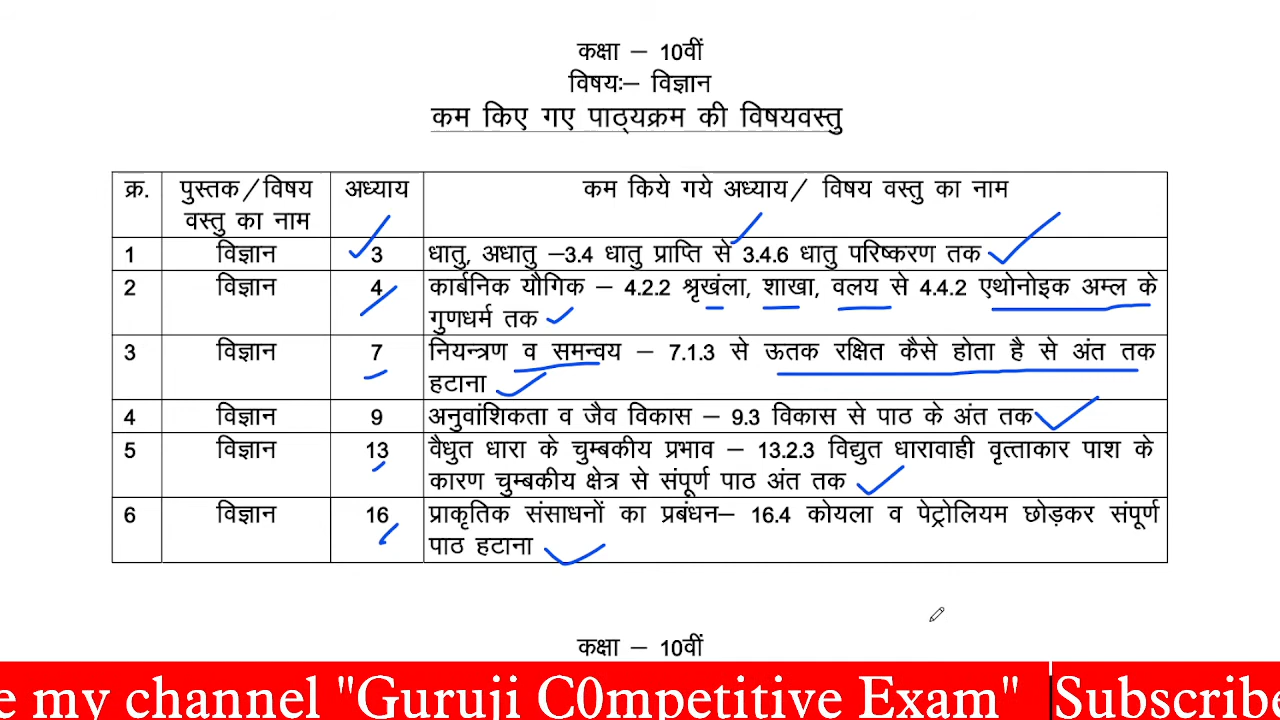 कक्षा – 10वीं
विषयः– विज्ञान
कम किए गए पाठ्यक्रम की विषयवस्तु
क्र. पुस्तक/विषय वस्तु का नाम अध्याय कम किये गये अध्याय/ विषय वस्तु का नाम
1 विज्ञान 3 धातु, अधातु –3.4 धातु प्राप्ति से 3.4.6 धातु परिष्करण तक
2 विज्ञान 4 कार्बनिक यौगिक – 4.2.2 श्रृखंला, शाखा, वलय से 4.4.2 एथोनोइक अम्ल के
गुणधर्म तक
3 विज्ञान 7 नियन्त्रण व समन्वय – 7.1.3 से ऊतक रक्षित कैसे होता है से अंत तक
हटाना
4 विज्ञान 9 अनुवांशिकता व जैव विकास – 9.3 विकास से पाठ के अंत तक
5 विज्ञान 13 वैधुत धारा के चुम्बकीय प्रभाव – 13.2.3 विद्युत धारावाही वृत्ताकार पाश के
कारण चुम्बकीय क्षेत्र से संपूर्ण पाठ अंत तक
6 विज्ञान 16 प्राकृतिक संसाधनों का प्रबंधन– 16.4 कोयला व पेट्रोलियम छोड़कर संपूर्ण
पाठ हटाना
कक्षा – 10वीं
e my channel "Guruji C0mpetitive Exam" Subscribe